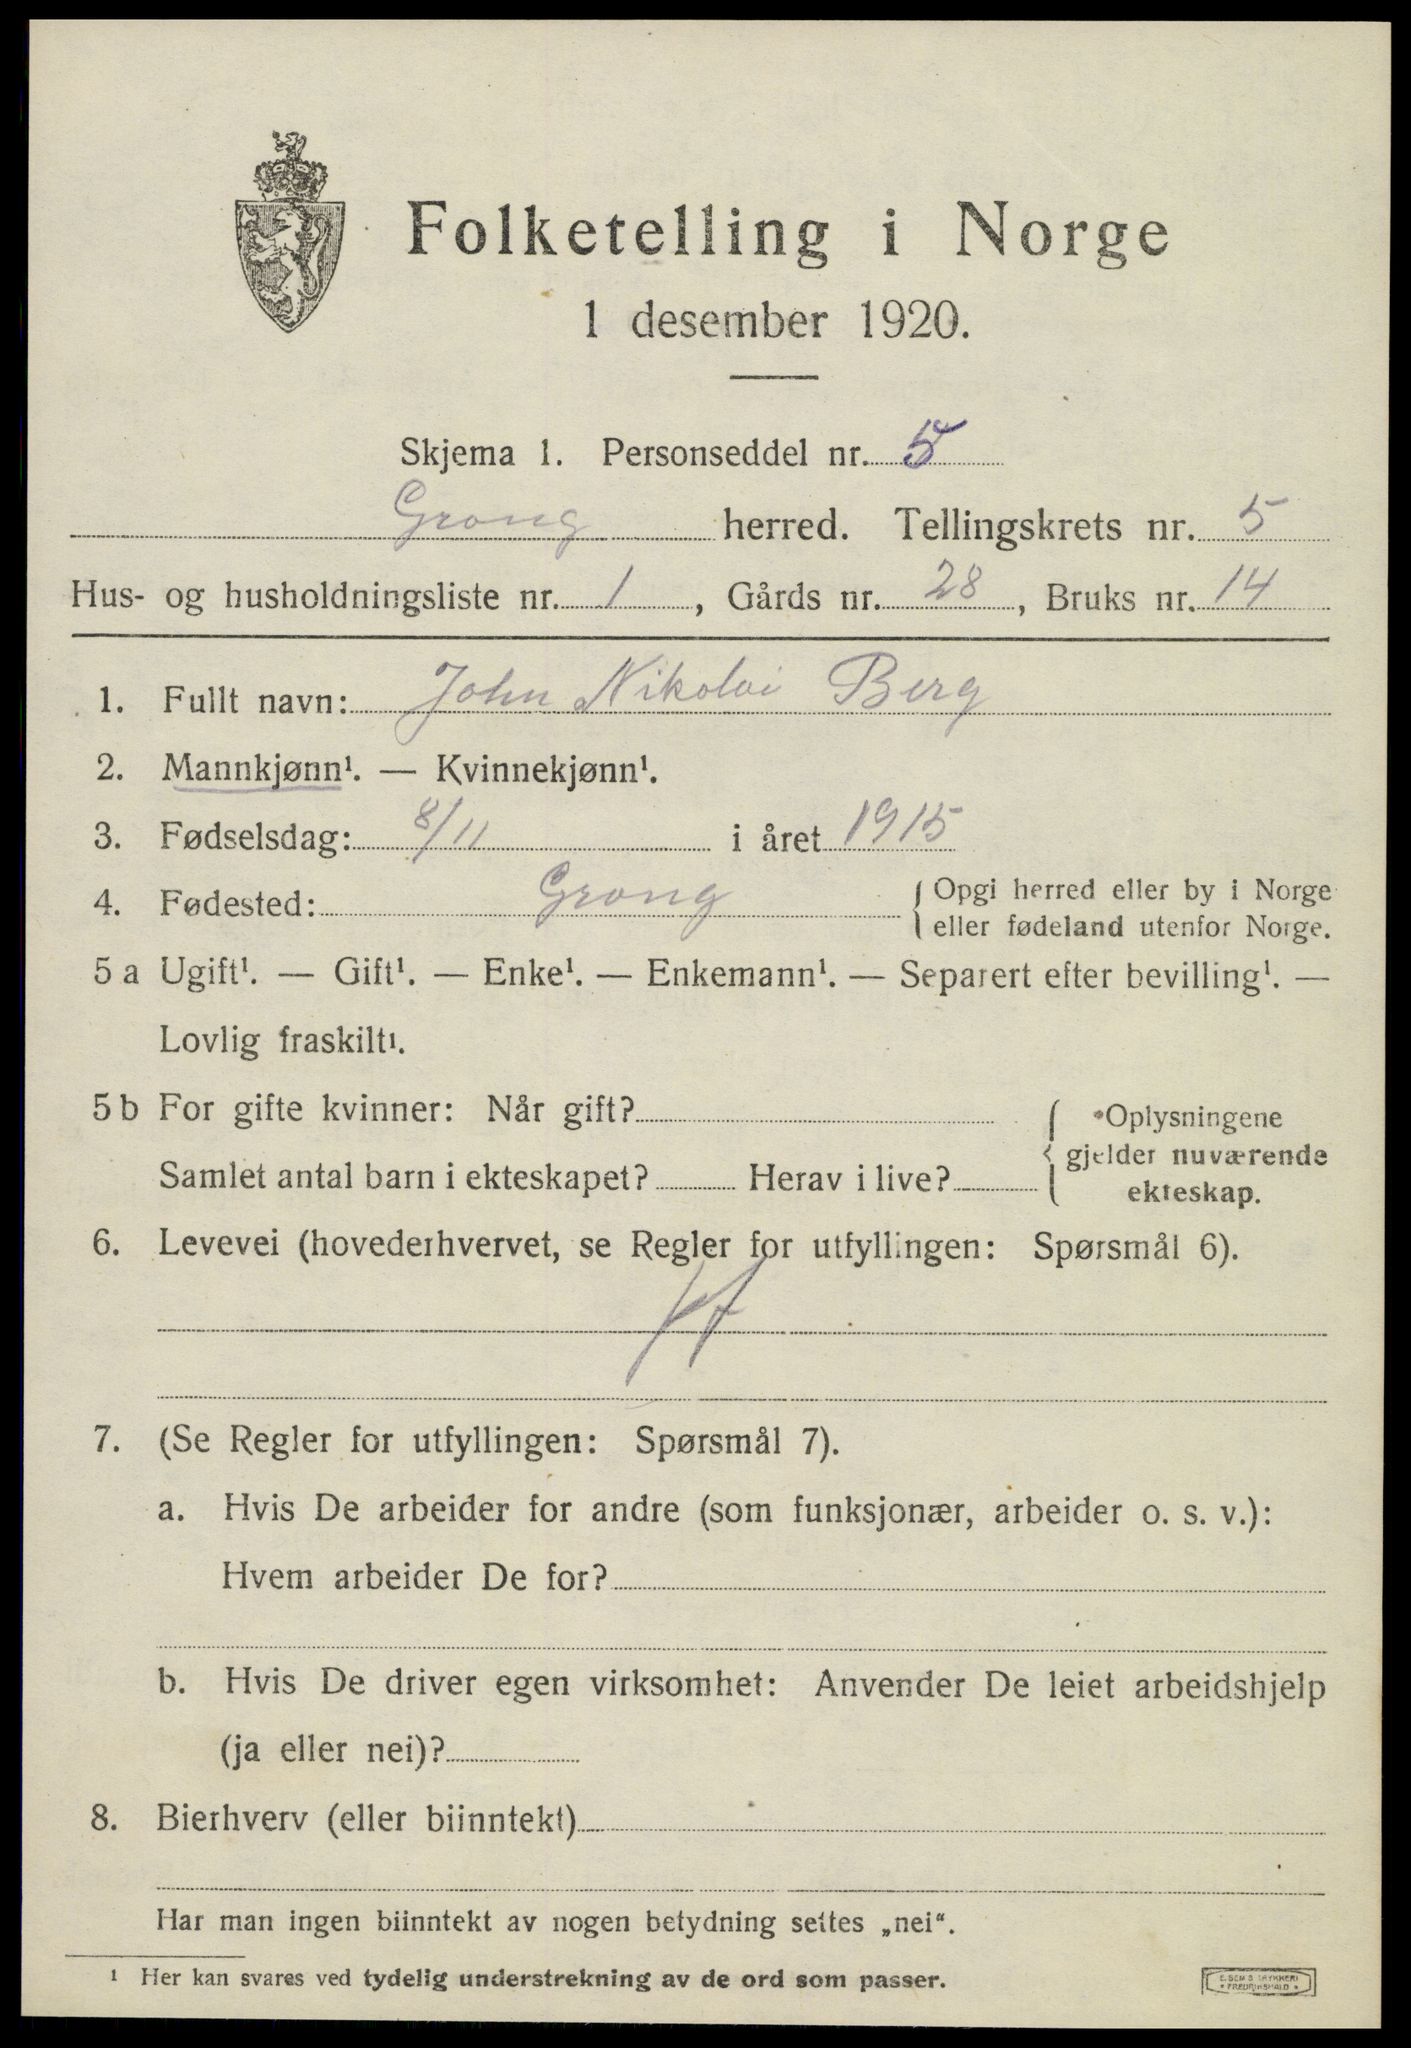 Folketelling i Norge
1 desember 1920.
Skjema 1. Personseddel nr. 5
Grong herred. Tellingskrets nr. 5
Hus- og husholdningsliste nr. 1, Gårds nr. 28, Bruks nr. 14
1. Fullt navn: John Nikolai Berg
2. Mannkjønn¹. — Kvinnekjønn¹.
3. Fødselsdag: 8/11 i året 1915
4. Fødested: Grong { Opgi herred eller by i Norge
eller fødeland utenfor Norge.
5 a Ugift¹. — Gift¹. — Enke¹. — Enkemann¹. — Separert efter bevilling¹. —
Lovlig fraskilt¹.
5 b For gifte kvinner: Når gift?
Samlet antal barn i ekteskapet? Herav i live?
{ Oplysningene
gjelder nuværende
ekteskap.
6. Levevei (hovederhvervet, se Regler for utfyllingen: Spørsmål 6).
7. (Se Regler for utfyllingen: Spørsmål 7).
a. Hvis De arbeider for andre (som funksjonær, arbeider o. s. v.):
Hvem arbeider De for?
b. Hvis De driver egen virksomhet: Anvender De leiet arbeidshjelp
(ja eller nei)?
8. Bierhverv (eller biinntekt)
Har man ingen biinntekt av nogen betydning settes „nei“.
¹ Her kan svares ved tydelig understrekning av de ord som passer.
E. SEM'S TRYKKERI
FREDRIKSHALD